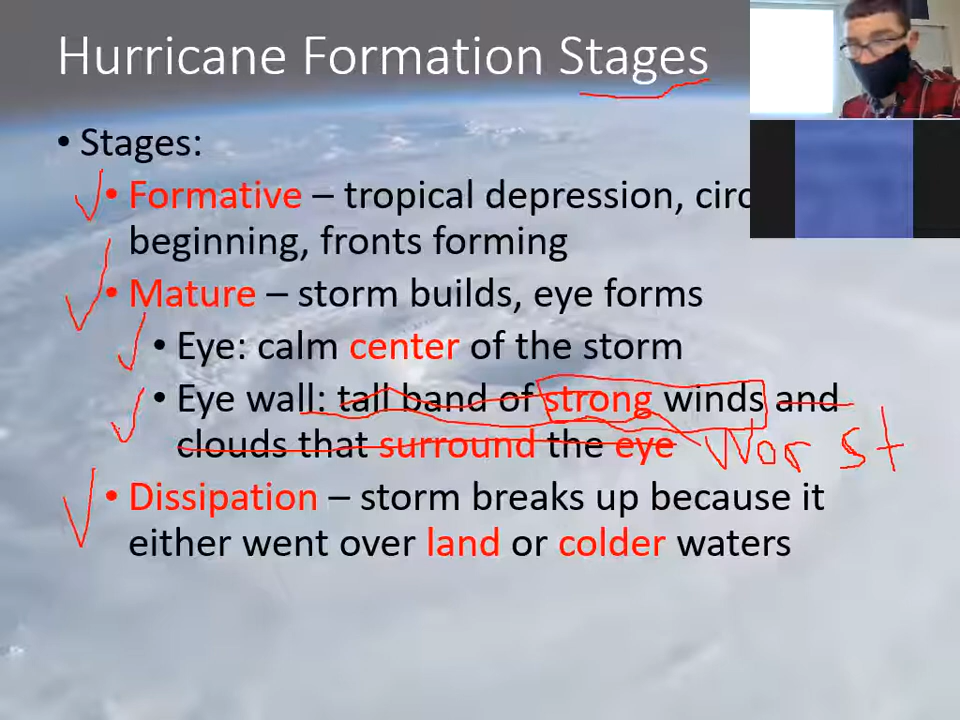 Hurricane Formation Stages
• Stages:
• Formative – tropical depression, circ
beginning, fronts forming
• Mature – storm builds, eye forms
• Eye: calm center of the storm
• Eye wall: tall band of strong winds and
clouds that surround the eye
Worst
• Dissipation – storm breaks up because it
either went over land or colder waters